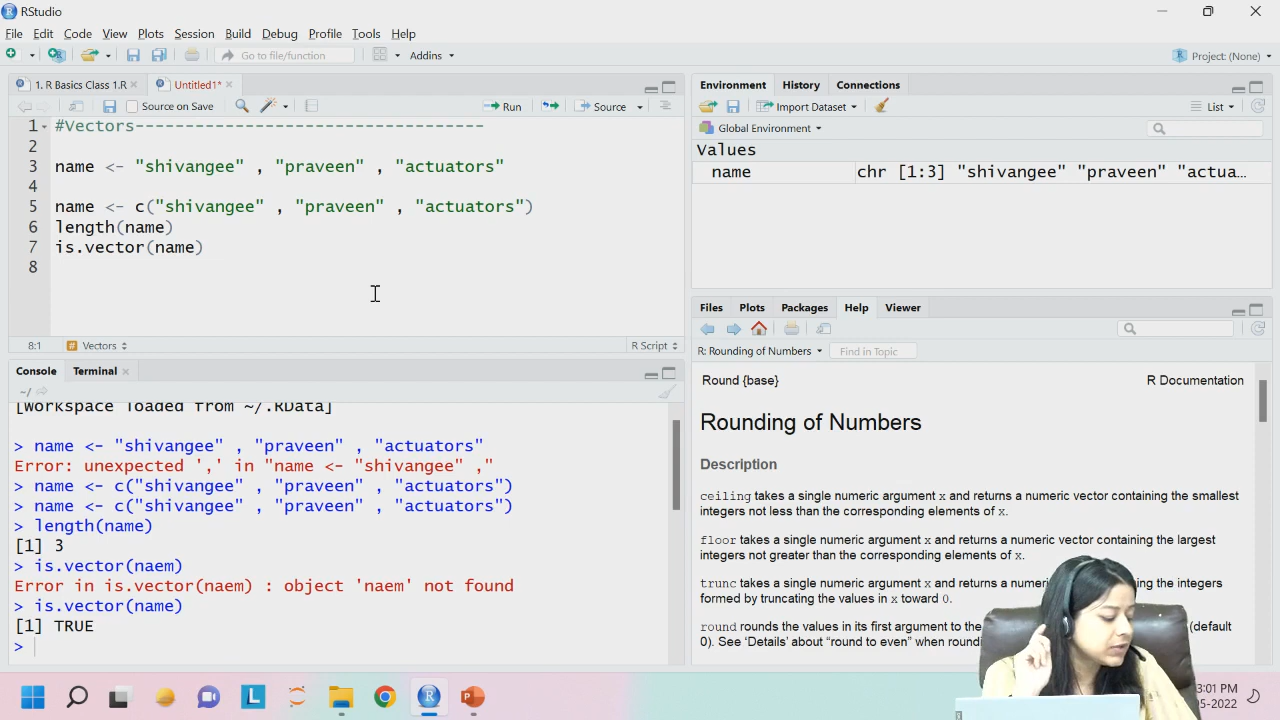 RStudio
File Edit Code View Plots Session Build Debug Profile Tools Help
Go to file/function
Addins
Project: (None)
1. R Basics Class 1.R
Untitled1*
Source on Save
Run
Source
1 #Vectors-----------------------------------
2
3 name <- "shivangee" , "praveen" , "actuators"
4
5 name <- c("shivangee" , "praveen" , "actuators")
6 length(name)
7 is.vector(name)
8
8:1 # Vectors R Script
Console Terminal
~/
[Workspace loaded from ~/.RData]
> name <- "shivangee" , "praveen" , "actuators"
Error: unexpected ',' in "name <- "shivangee" ,"
> name <- c("shivangee" , "praveen" , "actuators")
> name <- c("shivangee" , "praveen" , "actuators")
> length(name)
[1] 3
> is.vector(naem)
Error in is.vector(naem) : object 'naem' not found
> is.vector(name)
[1] TRUE
>
Environment History Connections
Import Dataset
List
Global Environment
Values
name chr [1:3] "shivangee" "praveen" "actua...
Files Plots Packages Help Viewer
R: Rounding of Numbers
Find in Topic
Round {base} R Documentation
Rounding of Numbers
Description
ceiling takes a single numeric argument x and returns a numeric vector containing the smallest
integers not less than the corresponding elements of x.
floor takes a single numeric argument x and returns a numeric vector containing the largest
integers not greater than the corresponding elements of x.
trunc takes a single numeric argument x and returns a numeric the integers
formed by truncating the values in x toward 0.
round rounds the values in its first argument to the (default
0). See ‘Details’ about “round to even” when
L
R
P
3:01 PM
-2022